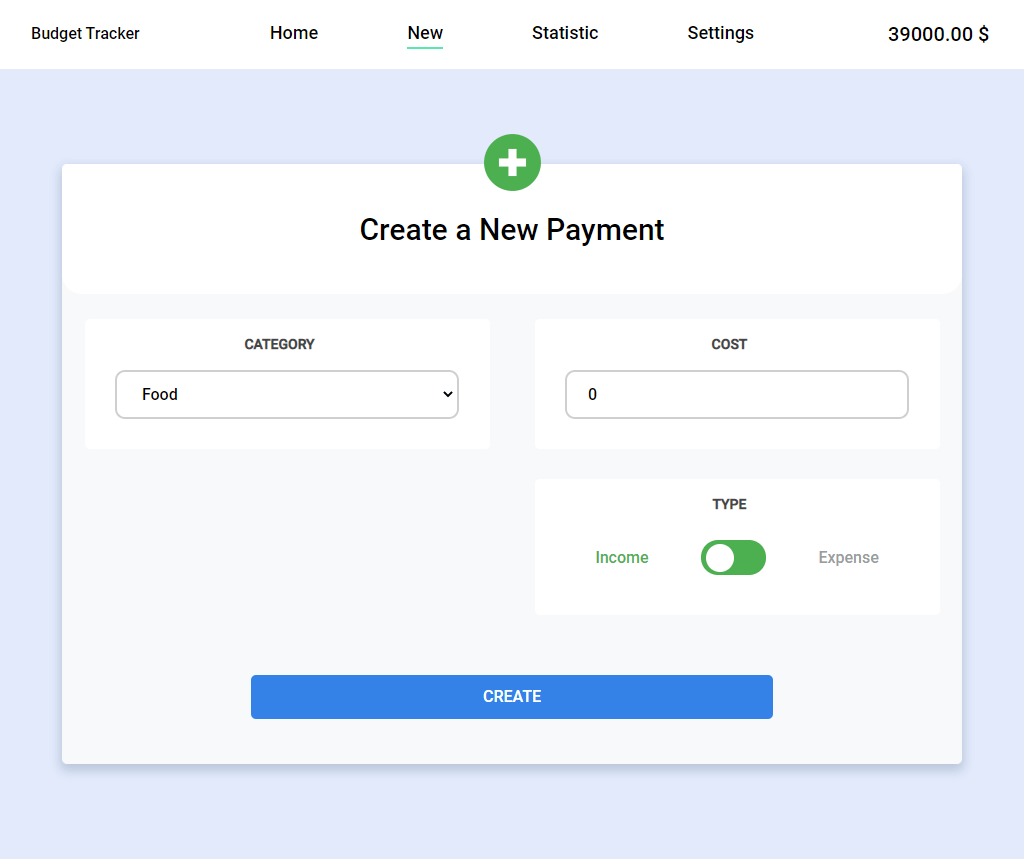 Budget Tracker Home New Statistic Settings 39000.00 $
Create a New Payment
CATEGORY
Food
COST
0
TYPE
Income Expense
CREATE